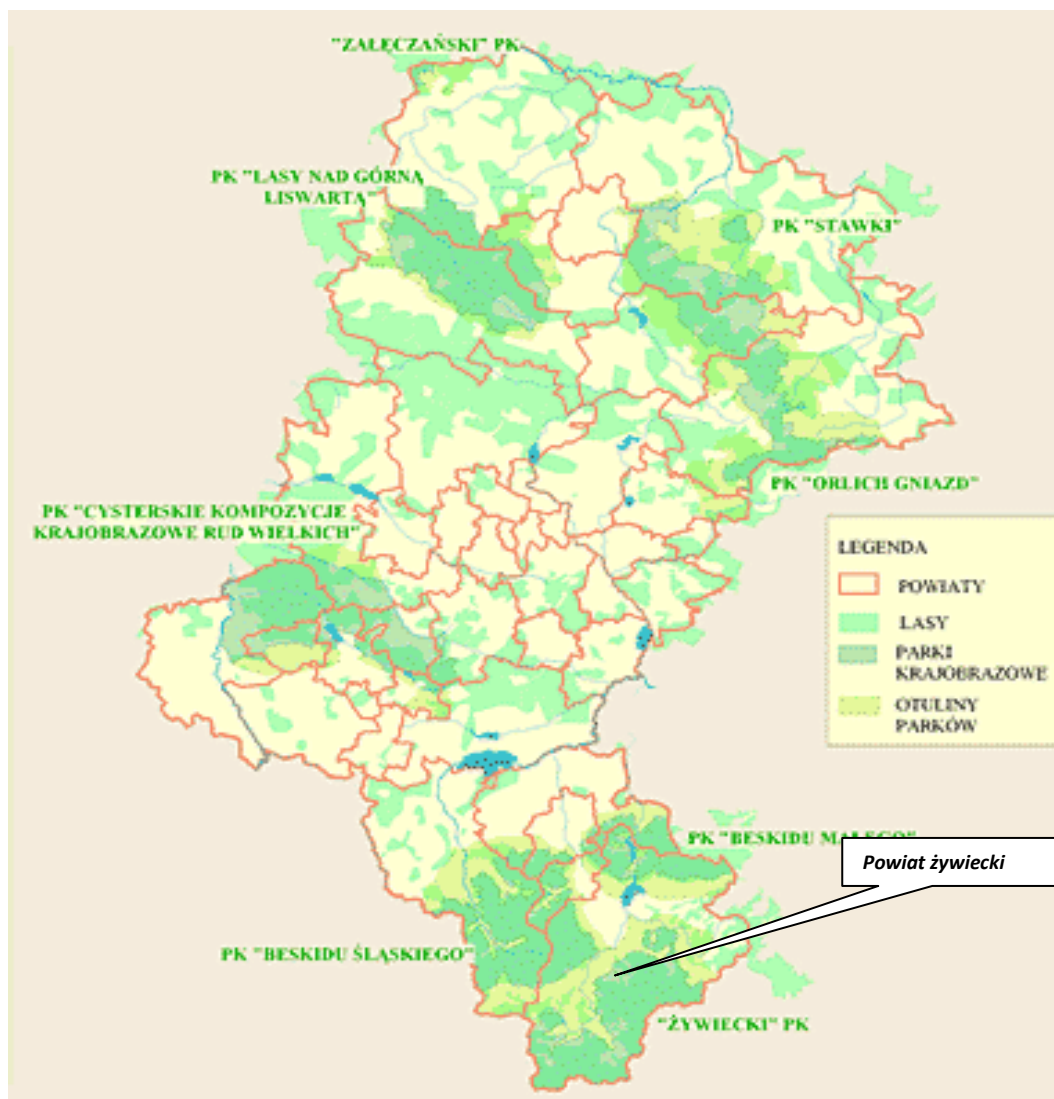 "ZAŁĘCZAŃSKI" PK
PK "LASY NAD GÓRNĄ
LISWARTĄ"
PK "STAWKI"
PK "ORLICH GNIAZD"
PK "CYSTERSKIE KOMPOZYCJE
KRAJOBRAZOWE RUD WIELKICH"
LEGENDA
POWIATY
LASY
PARKI
KRAJOBRAZOWE
OTULINY
PARKÓW
PK "BESKIDU MAŁEGO"
Powiat żywiecki
PK "BESKIDU ŚLĄSKIEGO"
"ŻYWIECKI" PK